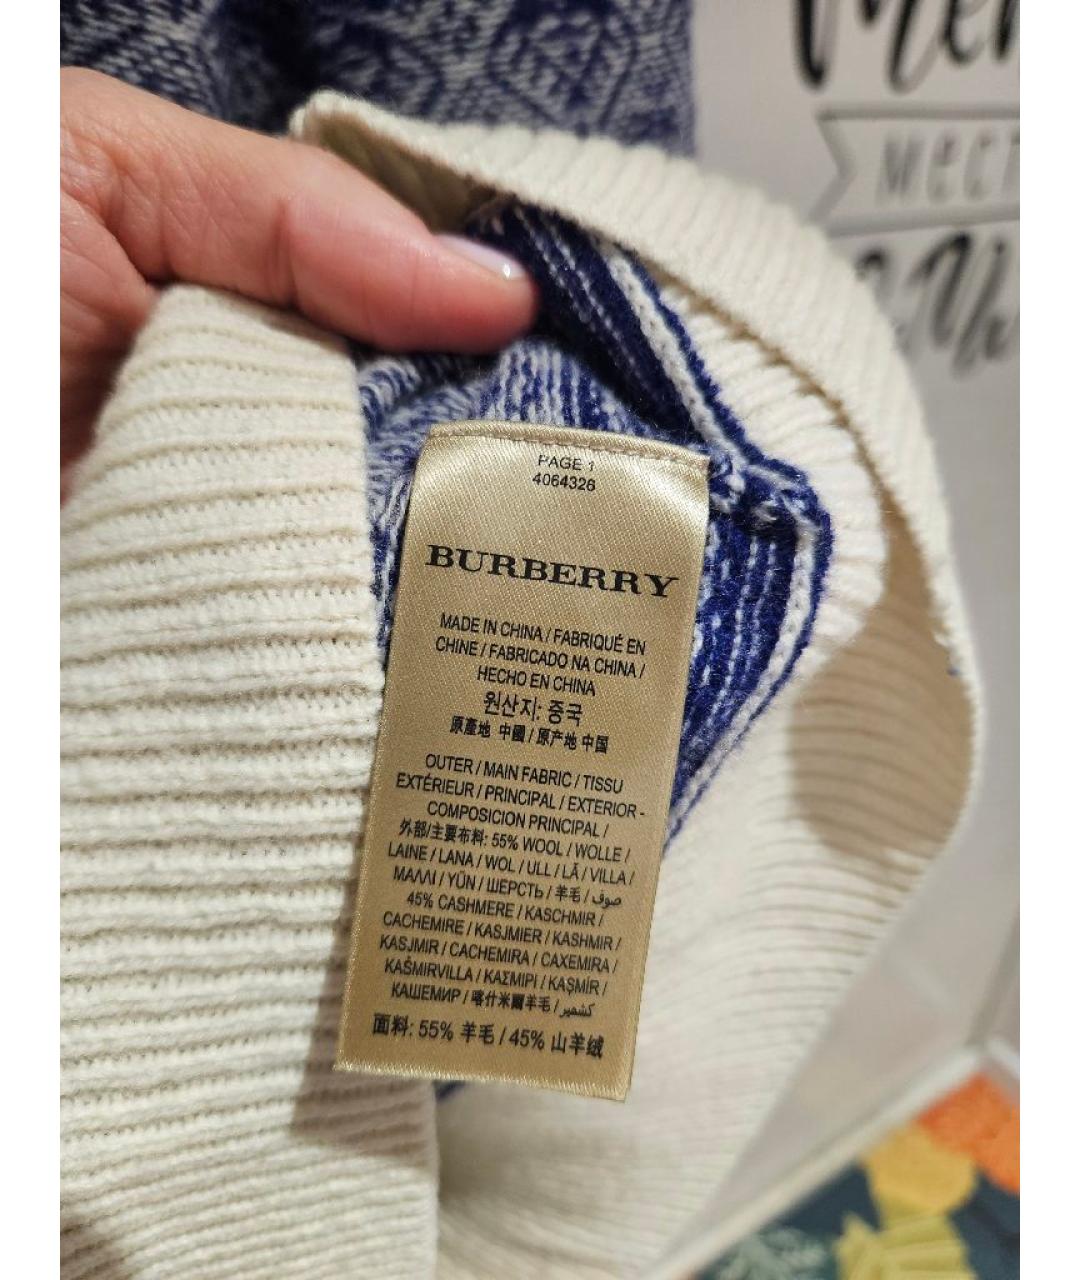 мест
PAGE 1
4064326
BURBERRY
MADE IN CHINA / FABRIQUÉ EN
CHINE / FABRICADO NA CHINA /
HECHO EN CHINA
원산지: 중국
原產地 中國 / 原产地 中国
OUTER / MAIN FABRIC / TISSU
EXTÉRIEUR / PRINCIPAL / EXTERIOR -
COMPOSICION PRINCIPAL /
外部/主要布料: 55% WOOL / WOLLE /
LAINE / LANA / WOL / ULL / LÃ / VILLA /
ΜΑΛΛΙ / YÜN / ШЕРСТЬ / 羊毛 / صوف
45% CASHMERE / KASCHMIR /
CACHEMIRE / KASJMIER / KASHMIR /
KASJMIR / CACHEMIRA / CAXEMIRA /
KAŠMIRVILLA / ΚΑΣΜΙΡΙ / KAŞMİR /
КАШЕМИР / 喀什米爾羊毛 / كشمير
面料: 55% 羊毛 / 45% 山羊绒